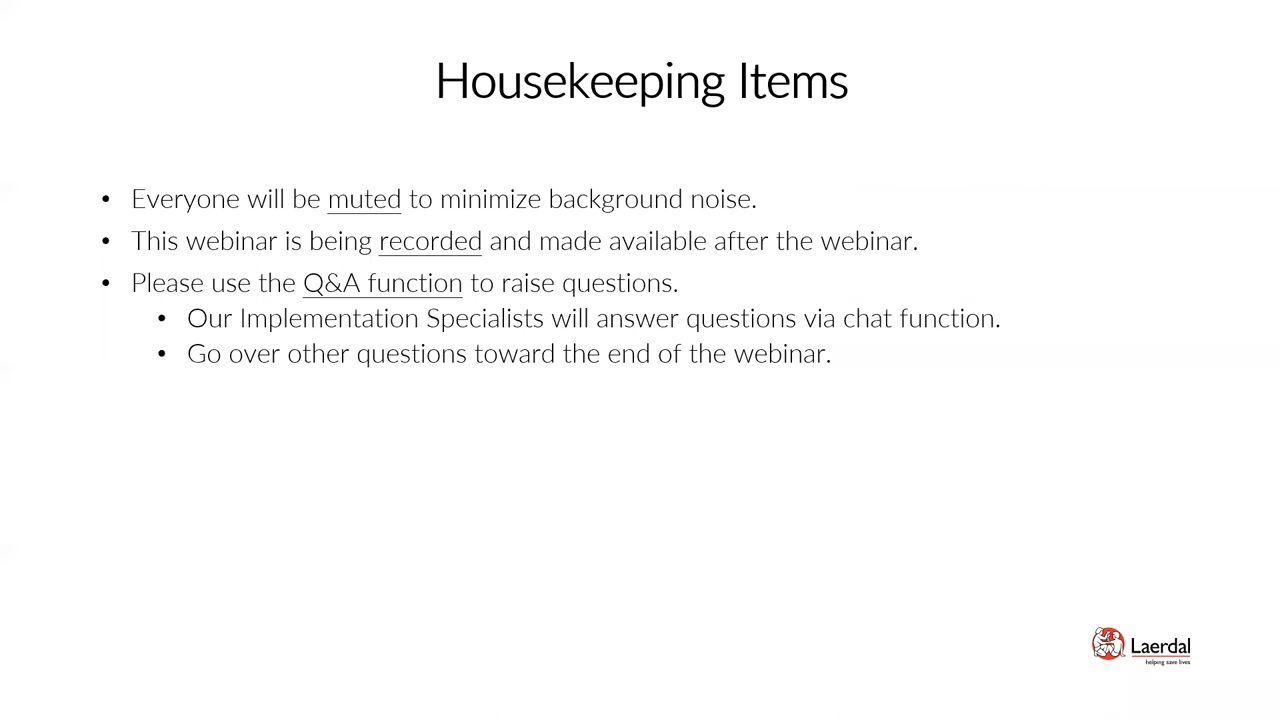 Housekeeping Items
• Everyone will be muted to minimize background noise.
• This webinar is being recorded and made available after the webinar.
• Please use the Q&A function to raise questions.
• Our Implementation Specialists will answer questions via chat function.
• Go over other questions toward the end of the webinar.
Laerdal
helping save lives